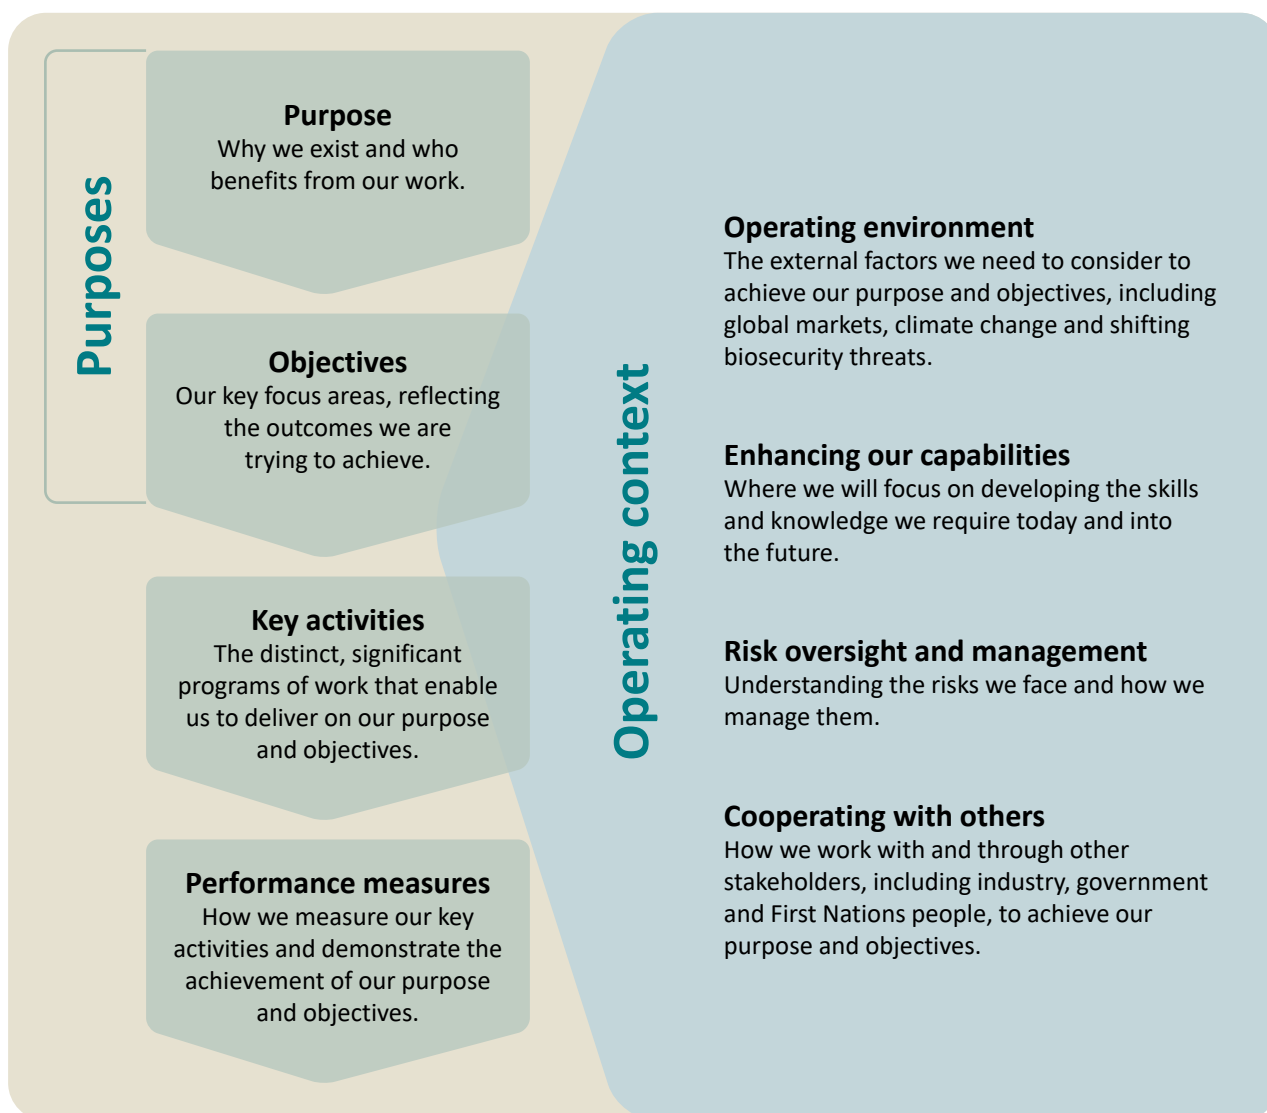 Purposes
Purpose
Why we exist and who
benefits from our work.
Objectives
Our key focus areas, reflecting
the outcomes we are
trying to achieve.
Key activities
The distinct, significant
programs of work that enable
us to deliver on our purpose
and objectives.
Performance measures
How we measure our key
activities and demonstrate the
achievement of our purpose
and objectives.
Operating context
Operating environment
The external factors we need to consider to
achieve our purpose and objectives, including
global markets, climate change and shifting
biosecurity threats.
Enhancing our capabilities
Where we will focus on developing the skills
and knowledge we require today and into
the future.
Risk oversight and management
Understanding the risks we face and how we
manage them.
Cooperating with others
How we work with and through other
stakeholders, including industry, government
and First Nations people, to achieve our
purpose and objectives.